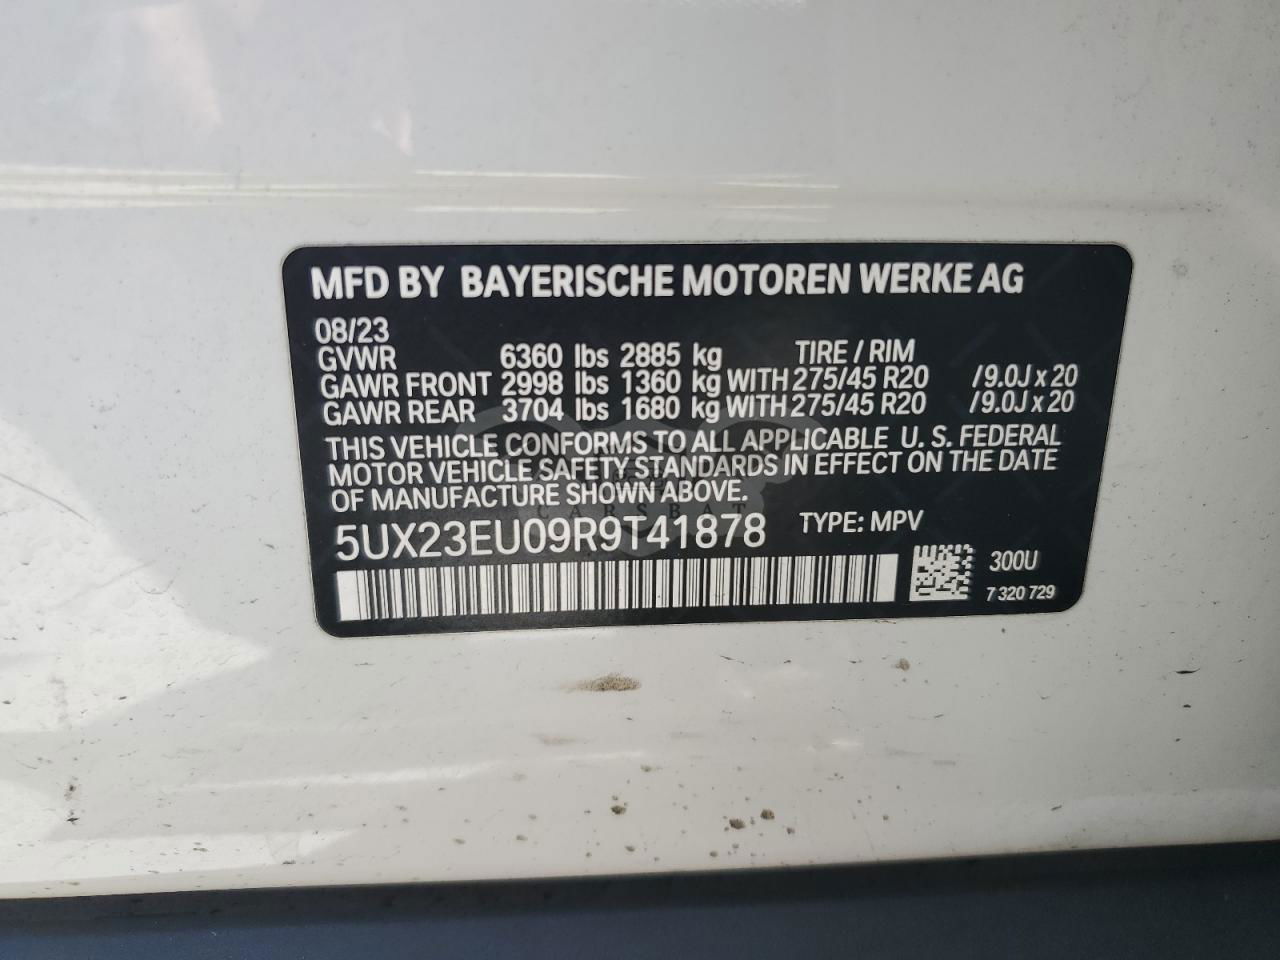 MFD BY BAYERISCHE MOTOREN WERKE AG
08/23
GVWR 6360 lbs 2885 kg TIRE / RIM
GAWR FRONT 2998 lbs 1360 kg WITH 275/45 R20 /9.0J x 20
GAWR REAR 3704 lbs 1680 kg WITH 275/45 R20 /9.0J x 20
THIS VEHICLE CONFORMS TO ALL APPLICABLE U. S. FEDERAL
MOTOR VEHICLE SAFETY STANDARDS IN EFFECT ON THE DATE
OF MANUFACTURE SHOWN ABOVE.
CARSBAT
5UX23EU09R9T41878 TYPE: MPV
300U
7 320 729